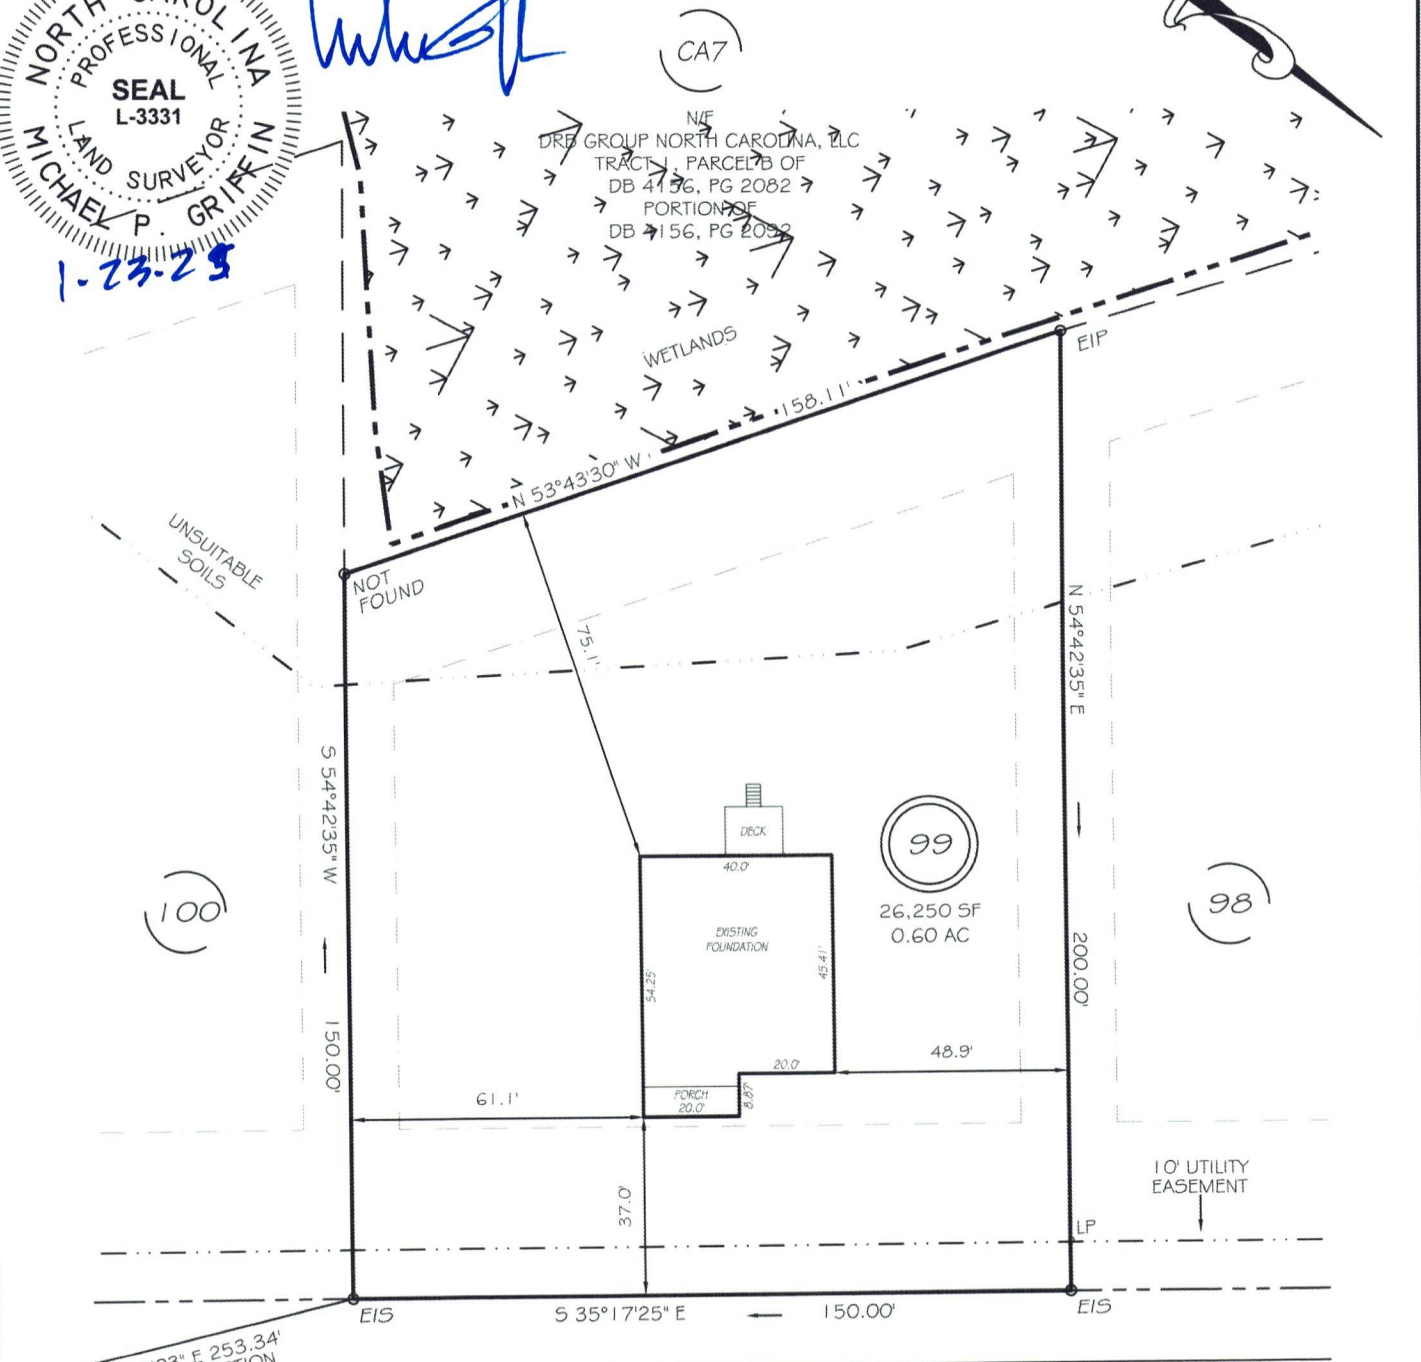 NORTH CAROLINA
PROFESSIONAL
SEAL
L-3331
LAND SURVEYOR
MICHAEL P. GRIFFIN
1-23-25
CA7
N/F
DRB GROUP NORTH CAROLINA, LLC
TRACT 1, PARCEL B OF
DB 4156, PG 2082
PORTION OF
DB 4156, PG 2092
WETLANDS
EIP
158.11'
N 53°43'30" W
UNSUITABLE
SOILS
NOT
FOUND
75.1'
N 54°42'35" E
200.00'
S 54°42'35" W
150.00'
DECK
40.0'
99
26,250 SF
0.60 AC
100
98
EXISTING
FOUNDATION
54.25'
45.41'
20.0'
48.9'
PORCH
20.0'
8.87'
61.1'
37.0'
10' UTILITY
EASEMENT
LP
EIS
S 35°17'25" E
150.00'
EIS
03" E 253.34'